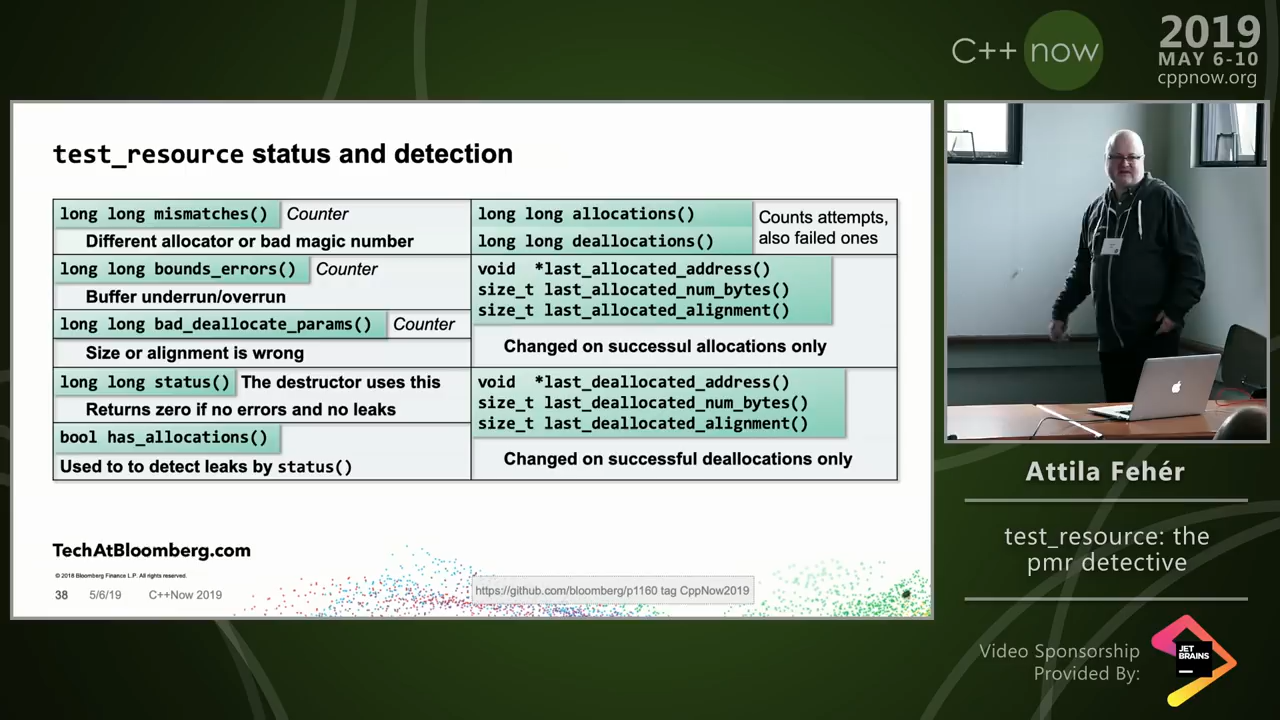 C++ now
2019
MAY 6-10
cppnow.org
test_resource status and detection
long long mismatches() Counter
Different allocator or bad magic number
long long bounds_errors() Counter
Buffer underrun/overrun
long long bad_deallocate_params() Counter
Size or alignment is wrong
long long status() The destructor uses this
Returns zero if no errors and no leaks
bool has_allocations()
Used to to detect leaks by status()
long long allocations()
long long deallocations()
Counts attempts,
also failed ones
void *last_allocated_address()
size_t last_allocated_num_bytes()
size_t last_allocated_alignment()
Changed on successul allocations only
void *last_deallocated_address()
size_t last_deallocated_num_bytes()
size_t last_deallocated_alignment()
Changed on successful deallocations only
TechAtBloomberg.com
© 2018 Bloomberg Finance L.P. All rights reserved.
38 5/6/19 C++Now 2019
https://github.com/bloomberg/p1160 tag CppNow2019
Attila Fehér
test_resource: the
pmr detective
Video Sponsorship
Provided By:
JET
BRAINS